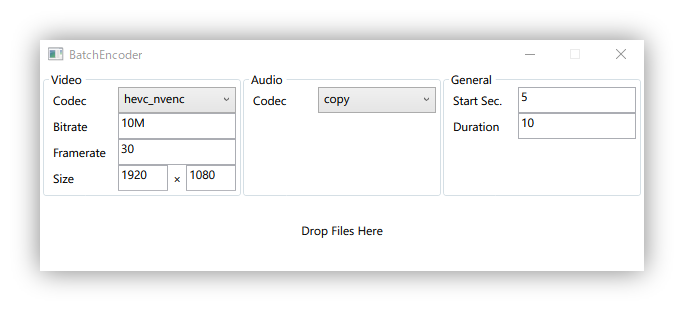 BatchEncoder
Video
Codec hevc_nvenc
Bitrate 10M
Framerate 30
Size 1920 × 1080
Audio
Codec copy
General
Start Sec. 5
Duration 10
Drop Files Here